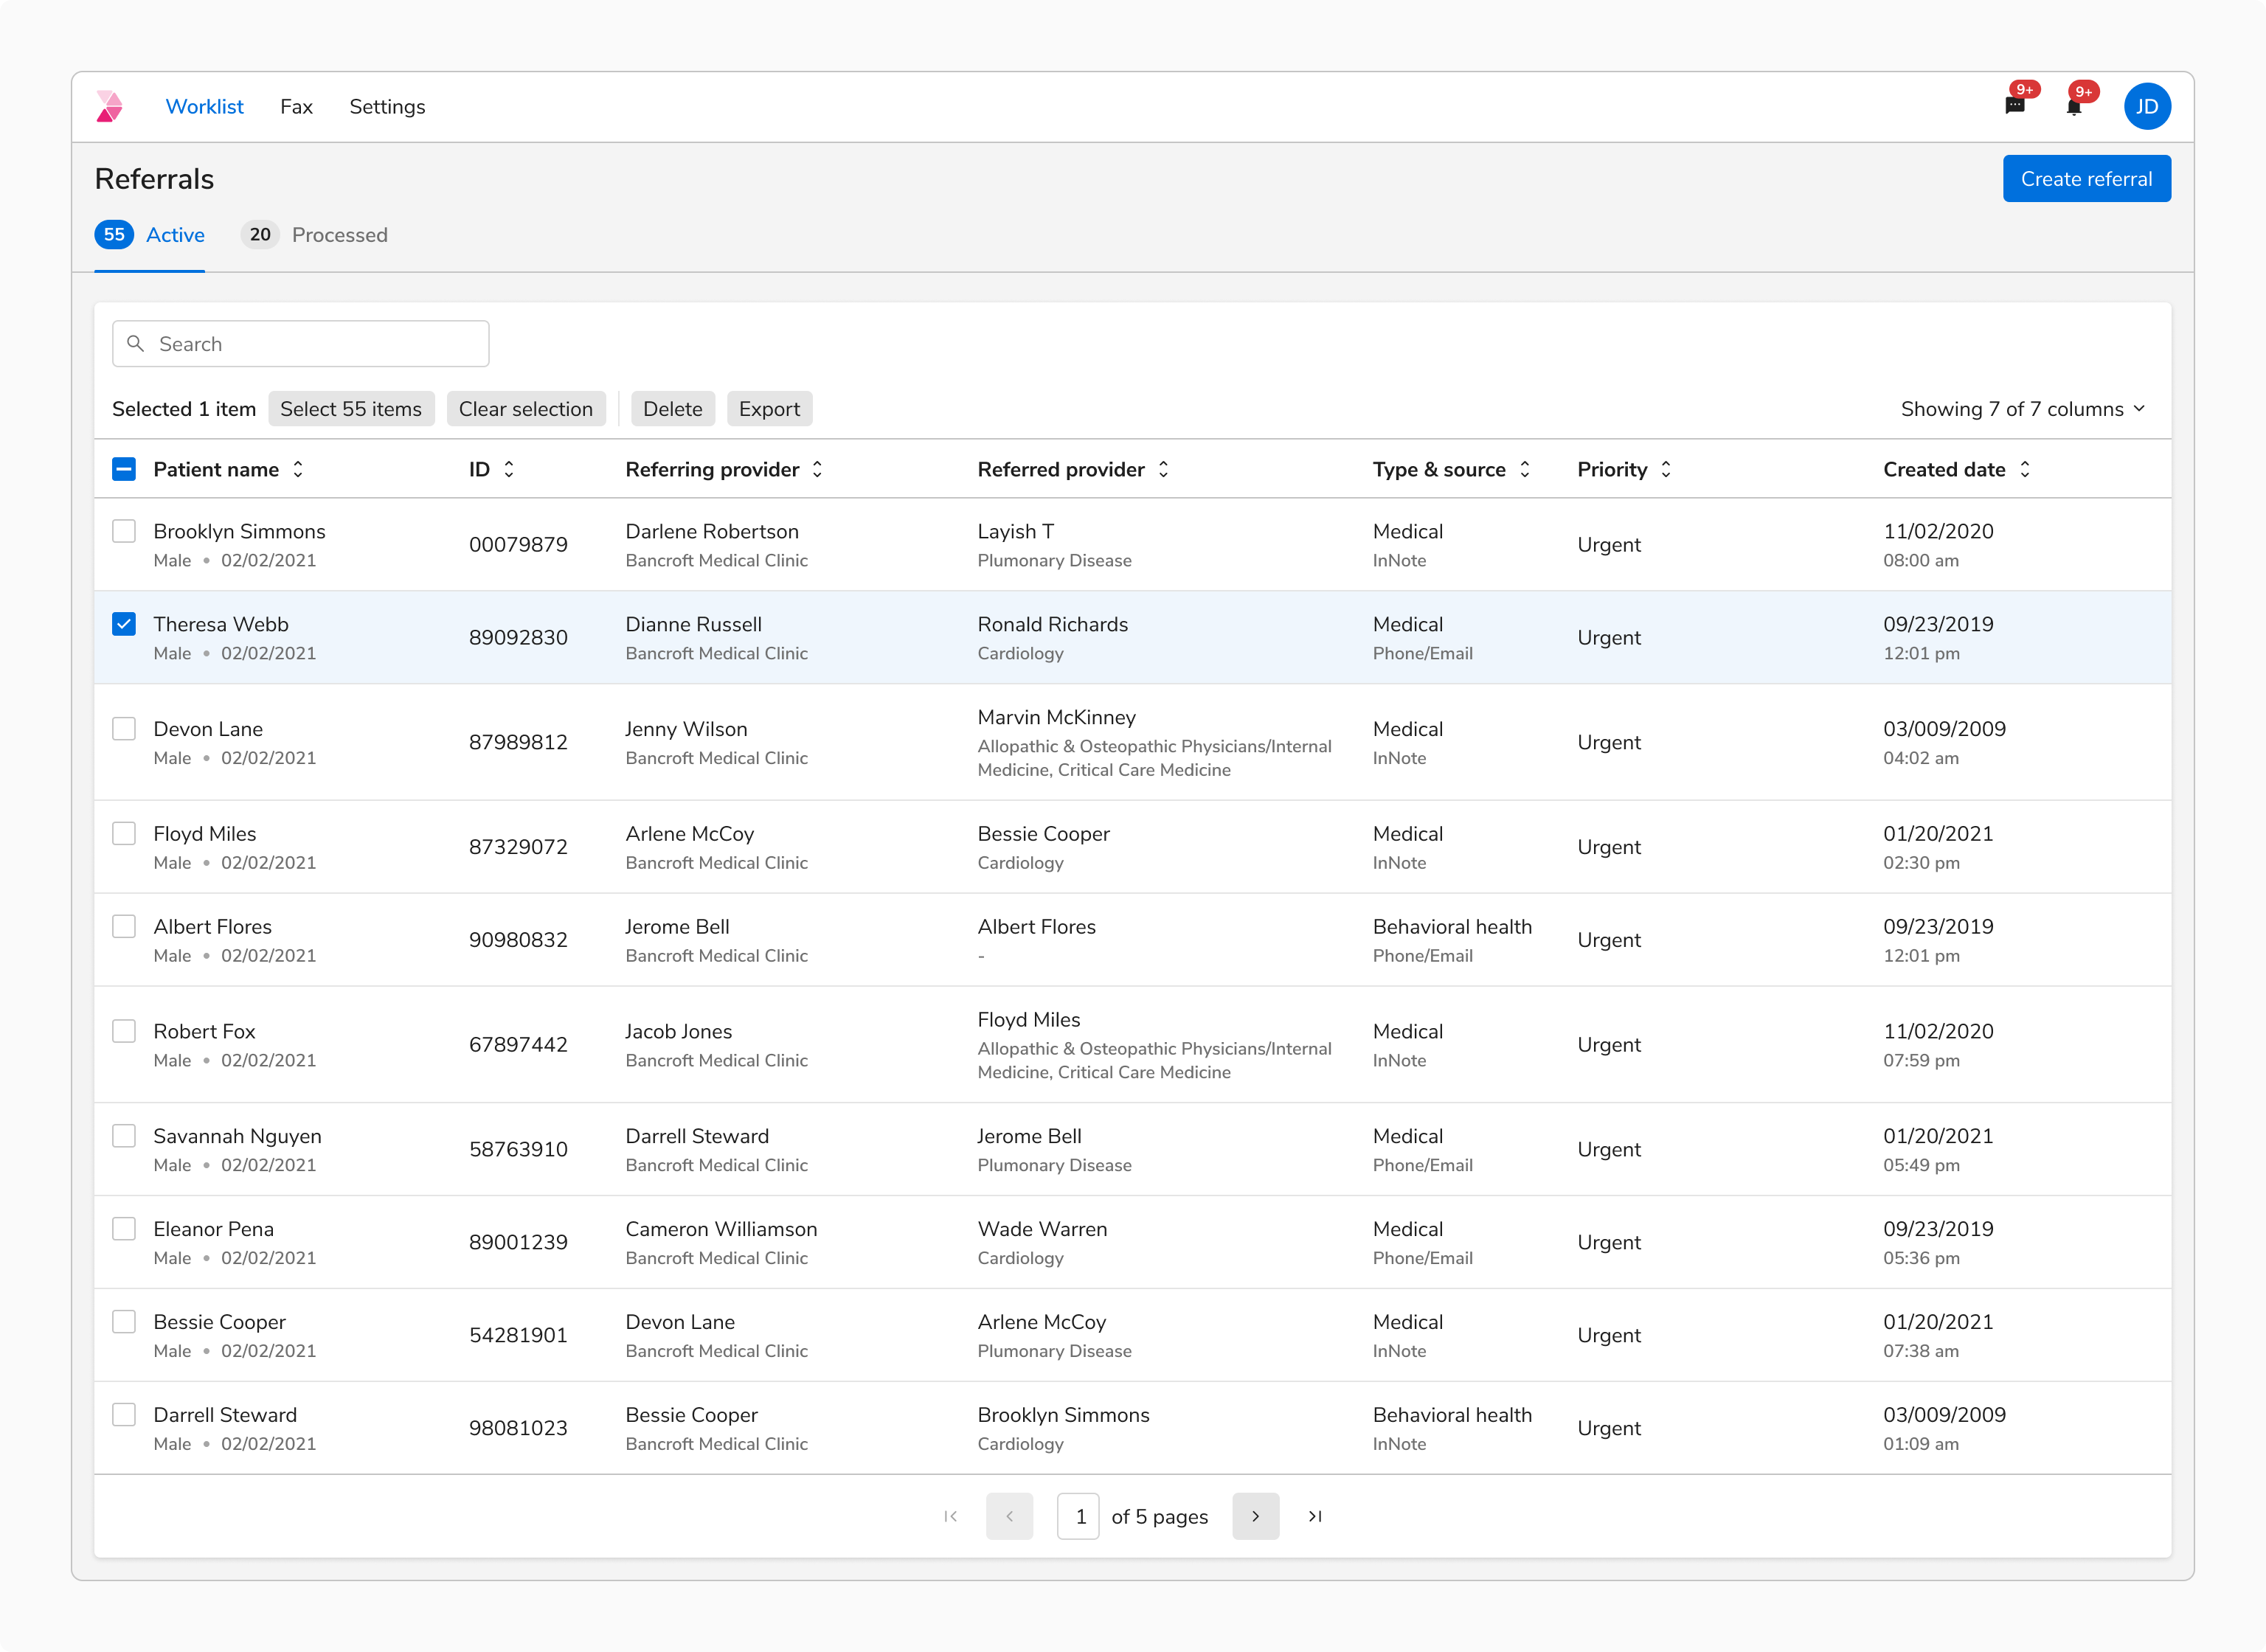 Worklist Fax Settings 9+ 9+ JD
Referrals
Create referral
55 Active 20 Processed
Search
Selected 1 item Select 55 items Clear selection Delete Export Showing 7 of 7 columns
Patient name ID Referring provider Referred provider Type & source Priority Created date
Brooklyn Simmons
Male • 02/02/2021
00079879
Darlene Robertson
Bancroft Medical Clinic
Layish T
Plumonary Disease
Medical
InNote
Urgent
11/02/2020
08:00 am
Theresa Webb
Male • 02/02/2021
89092830
Dianne Russell
Bancroft Medical Clinic
Ronald Richards
Cardiology
Medical
Phone/Email
Urgent
09/23/2019
12:01 pm
Devon Lane
Male • 02/02/2021
87989812
Jenny Wilson
Bancroft Medical Clinic
Marvin McKinney
Allopathic & Osteopathic Physicians/Internal
Medicine, Critical Care Medicine
Medical
InNote
Urgent
03/009/2009
04:02 am
Floyd Miles
Male • 02/02/2021
87329072
Arlene McCoy
Bancroft Medical Clinic
Bessie Cooper
Cardiology
Medical
InNote
Urgent
01/20/2021
02:30 pm
Albert Flores
Male • 02/02/2021
90980832
Jerome Bell
Bancroft Medical Clinic
Albert Flores
-
Behavioral health
Phone/Email
Urgent
09/23/2019
12:01 pm
Robert Fox
Male • 02/02/2021
67897442
Jacob Jones
Bancroft Medical Clinic
Floyd Miles
Allopathic & Osteopathic Physicians/Internal
Medicine, Critical Care Medicine
Medical
InNote
Urgent
11/02/2020
07:59 pm
Savannah Nguyen
Male • 02/02/2021
58763910
Darrell Steward
Bancroft Medical Clinic
Jerome Bell
Plumonary Disease
Medical
Phone/Email
Urgent
01/20/2021
05:49 pm
Eleanor Pena
Male • 02/02/2021
89001239
Cameron Williamson
Bancroft Medical Clinic
Wade Warren
Cardiology
Medical
Phone/Email
Urgent
09/23/2019
05:36 pm
Bessie Cooper
Male • 02/02/2021
54281901
Devon Lane
Bancroft Medical Clinic
Arlene McCoy
Plumonary Disease
Medical
InNote
Urgent
01/20/2021
07:38 am
Darrell Steward
Male • 02/02/2021
98081023
Bessie Cooper
Bancroft Medical Clinic
Brooklyn Simmons
Cardiology
Behavioral health
InNote
Urgent
03/009/2009
01:09 am
1 of 5 pages